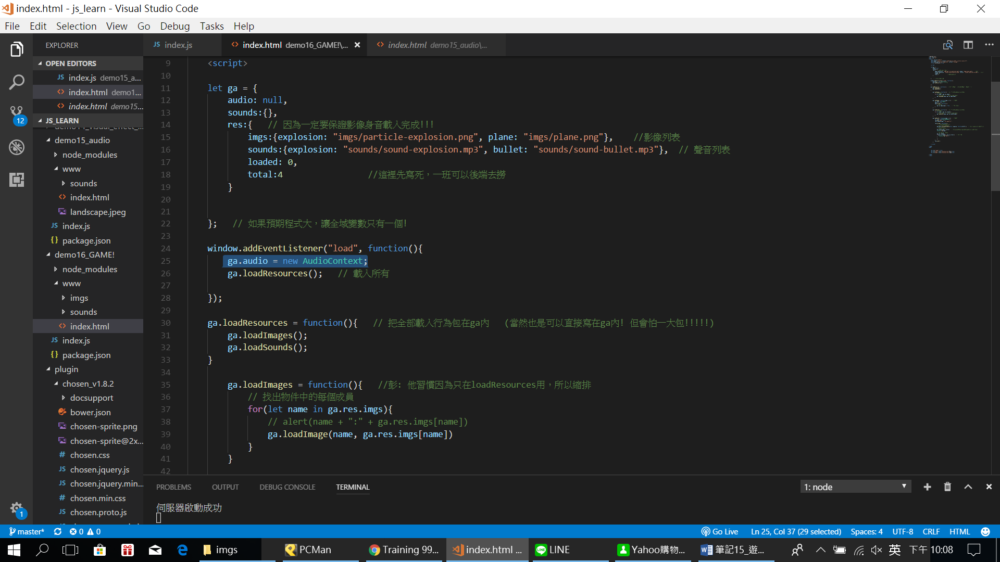 index.html - js_learn - Visual Studio Code
File Edit Selection View Go Debug Tasks Help
EXPLORER
OPEN EDITORS
JS index.js demo15_a...
<> index.html demo1...
<> index.html demo15...
JS_LEARN
demo15_audio
node_modules
www
sounds
<> index.html
landscape.jpeg
JS index.js
{} package.json
demo16_GAME!
node_modules
www
imgs
sounds
<> index.html
JS index.js
{} package.json
plugin
chosen_v1.8.2
docsupport
bower.json
chosen-sprite.png
chosen-sprite@2x...
# chosen.css
JS chosen.jquery.js
JS chosen.jquery.min...
# chosen.min.css
JS chosen.proto.js
12
1
JS index.js
<> index.html demo16_GAME!\...
<> index.html demo15_audio\...
9 <script>
10
11 let ga = {
12 audio: null,
13 sounds:{},
14 res:{ // 因為一定要保證影像身音載入完成!!!
15 imgs:{explosion: "imgs/particle-explosion.png", plane: "imgs/plane.png"}, //影像列表
16 sounds:{explosion: "sounds/sound-explosion.mp3", bullet: "sounds/sound-bullet.mp3"}, // 聲音列表
17 loaded: 0,
18 total:4 //這裡先寫死，一班可以後端去撈
19 }
20
21
22 }; // 如果預期程式大，讓全域變數只有一個!
23
24 window.addEventListener("load", function(){
25 ga.audio = new AudioContext;
26 ga.loadResources(); // 載入所有
27
28 });
29
30 ga.loadResources = function(){ // 把全部載入行為包在ga內 (當然也是可以直接寫在ga內! 但會怕一大包!!!!!)
31 ga.loadImages();
32 ga.loadSounds();
33 }
34
35 ga.loadImages = function(){ //彭: 他習慣因為只在loadResources用，所以縮排
36 // 找出物件中的每個成員
37 for(let name in ga.res.imgs){
38 // alert(name + ":" + ga.res.imgs[name])
39 ga.loadImage(name, ga.res.imgs[name])
40 }
41 }
42
PROBLEMS OUTPUT DEBUG CONSOLE TERMINAL
1: node
伺服器啟動成功
master* 0 0 Go Live Ln 25, Col 37 (29 selected) Spaces: 4 UTF-8 CRLF HTML
imgs PCMan Training 99... index.html ... LINE Yahoo購物... 筆記15_遊... 英 下午 10:08